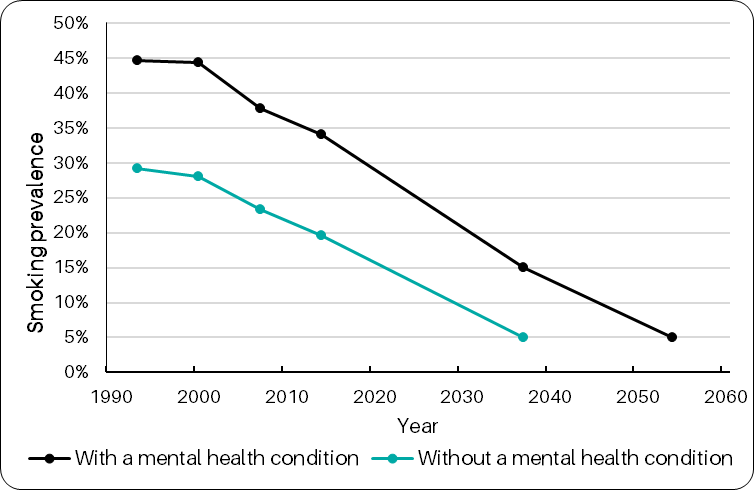 50%
45%
40%
35%
30%
25%
20%
15%
10%
5%
0%
Smoking prevalence
1990 2000 2010 2020 2030 2040 2050 2060
Year
With a mental health condition Without a mental health condition